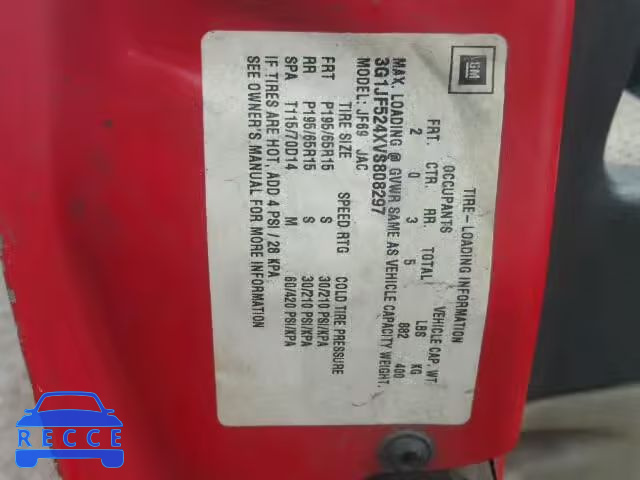 GM
TIRE-LOADING INFORMATION
OCCUPANTS VEHICLE CAP. WT.
FRT. CTR. RR. TOTAL LBS KG
2 0 3 5 882 400
MAX. LOADING @ GVWR SAME AS VEHICLE CAPACITY WEIGHT.
3G1JF524XVS808297
MODEL: JF69 JAC
TIRE SIZE SPEED RTG COLD TIRE PRESSURE
FRT P195/65R15 S 30/210 PSI/KPA
RR P195/65R15 S 30/210 PSI/KPA
SPA T115/70D14 M 60/420 PSI/KPA
IF TIRES ARE HOT, ADD 4 PSI / 28 KPA
SEE OWNER'S MANUAL FOR MORE INFORMATION
RECCE